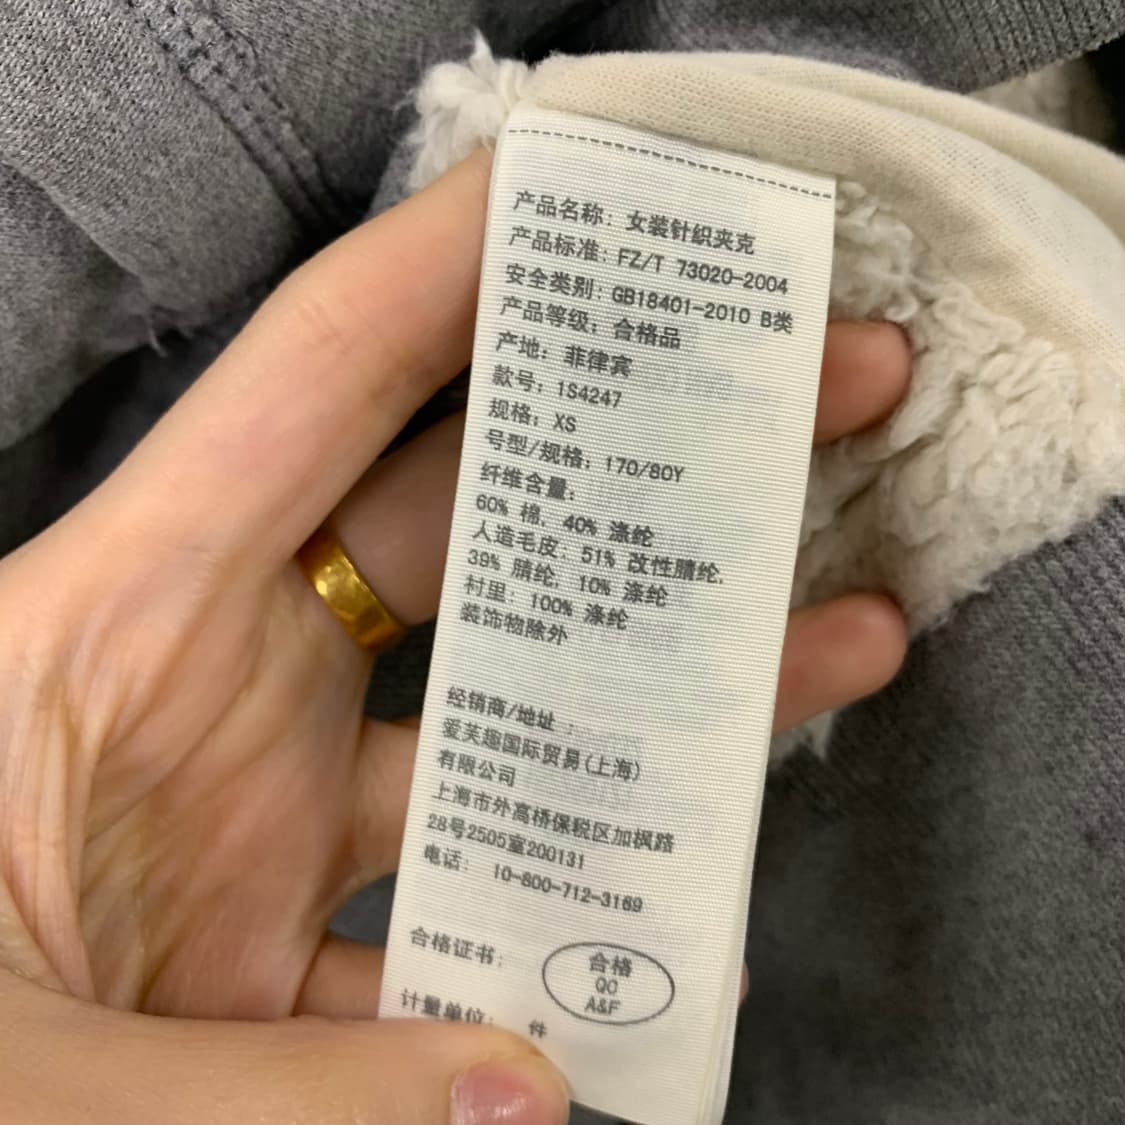 产品名称: 女装针织夹克
产品标准: FZ/T 73020-2004
安全类别: GB18401-2010 B类
产品等级: 合格品
产地: 菲律宾
款号: 1S4247
规格: XS
号型/规格: 170/80Y
纤维含量:
60% 棉, 40% 涤纶
人造毛皮: 51% 改性腈纶,
39% 腈纶, 10% 涤纶
衬里: 100% 涤纶
装饰物除外
经销商/地址 :
爱芙趣国际贸易(上海)
有限公司
上海市外高桥保税区加枫路
28号2505室200131
电话: 10-800-712-3169
合格证书:
合格
QC
A&F
计量单位: 件